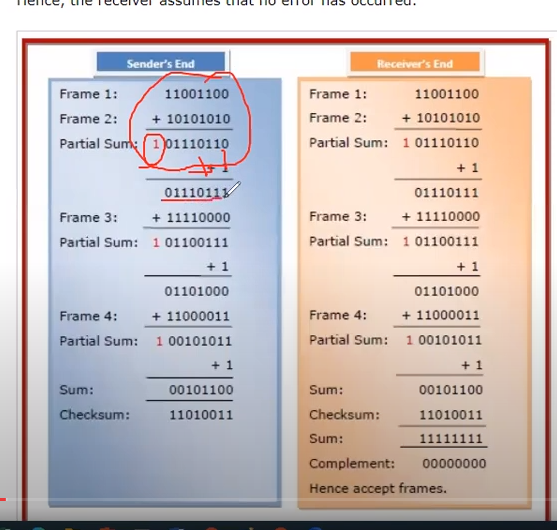 Hence, the receiver assumes that no error has occurred.
Sender's End
Frame 1: 11001100
Frame 2: + 10101010
Partial Sum: 1 01110110
+ 1
01110111
Frame 3: + 11110000
Partial Sum: 1 01100111
+ 1
01101000
Frame 4: + 11000011
Partial Sum: 1 00101011
+ 1
Sum: 00101100
Checksum: 11010011
Receiver's End
Frame 1: 11001100
Frame 2: + 10101010
Partial Sum: 1 01110110
+ 1
01110111
Frame 3: + 11110000
Partial Sum: 1 01100111
+ 1
01101000
Frame 4: + 11000011
Partial Sum: 1 00101011
+ 1
Sum: 00101100
Checksum: 11010011
Sum: 11111111
Complement: 00000000
Hence accept frames.